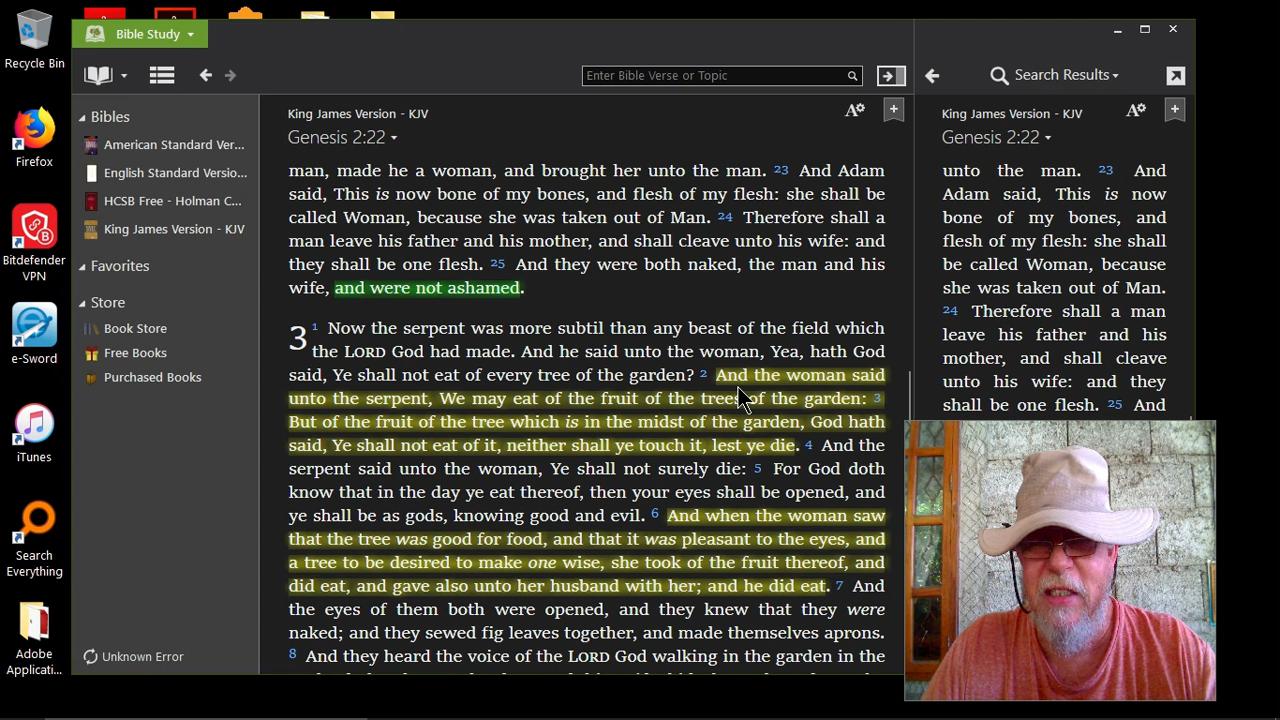 Recycle Bin
Firefox
Bitdefender
VPN
e-Sword
iTunes
Search
Everything
Adobe
Applicati...
Bible Study
Enter Bible Verse or Topic
Search Results
Bibles
American Standard Ver...
English Standard Versio...
HCSB Free - Holman C...
King James Version - KJV
Favorites
Store
Book Store
Free Books
Purchased Books
Unknown Error
King James Version - KJV
Genesis 2:22
man, made he a woman, and brought her unto the man. 23 And Adam
said, This is now bone of my bones, and flesh of my flesh: she shall be
called Woman, because she was taken out of Man. 24 Therefore shall a
man leave his father and his mother, and shall cleave unto his wife: and
they shall be one flesh. 25 And they were both naked, the man and his
wife, and were not ashamed.
3 1 Now the serpent was more subtil than any beast of the field which
the LORD God had made. And he said unto the woman, Yea, hath God
said, Ye shall not eat of every tree of the garden? 2 And the woman said
unto the serpent, We may eat of the fruit of the trees of the garden: 3
But of the fruit of the tree which is in the midst of the garden, God hath
said, Ye shall not eat of it, neither shall ye touch it, lest ye die. 4 And the
serpent said unto the woman, Ye shall not surely die: 5 For God doth
know that in the day ye eat thereof, then your eyes shall be opened, and
ye shall be as gods, knowing good and evil. 6 And when the woman saw
that the tree was good for food, and that it was pleasant to the eyes, and
a tree to be desired to make one wise, she took of the fruit thereof, and
did eat, and gave also unto her husband with her; and he did eat. 7 And
the eyes of them both were opened, and they knew that they were
naked; and they sewed fig leaves together, and made themselves aprons.
8 And they heard the voice of the LORD God walking in the garden in the
King James Version - KJV
Genesis 2:22
unto the man. 23 And
Adam said, This is now
bone of my bones, and
flesh of my flesh: she shall
be called Woman, because
she was taken out of Man.
24 Therefore shall a man
leave his father and his
mother, and shall cleave
unto his wife: and they
shall be one flesh. 25 And